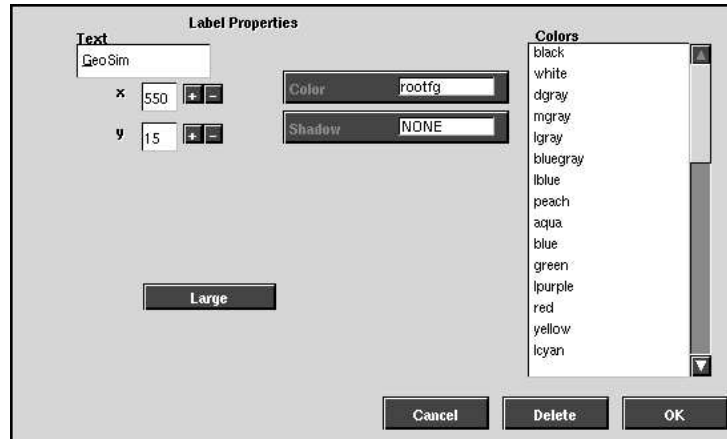 Label Properties
Text
GeoSim
x 550 + -
y 15 + -
Color rootfg
Shadow NONE
Large
Colors
black
white
dgray
mgray
lgray
bluegray
lblue
peach
aqua
blue
green
lpurple
red
yellow
lcyan
Cancel Delete OK